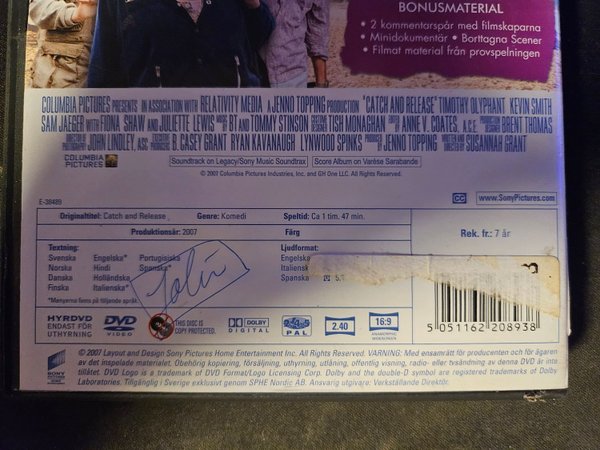 BONUSMATERIAL
• 2 kommentarspår med filmskaparna
• Minidokumentär • Borttagna Scener
• Filmat material från provspelningen
COLUMBIA PICTURES PRESENTS IN ASSOCIATION WITH RELATIVITY MEDIA A JENNO TOPPING PRODUCTION "CATCH AND RELEASE" TIMOTHY OLYPHANT KEVIN SMITH
SAM JAEGER WITH FIONA SHAW AND JULIETTE LEWIS MUSIC BY BT AND TOMMY STINSON COSTUME DESIGN TISH MONAGHAN EDITED BY ANNE V. COATES, A.C.E. PRODUCTION DESIGNER BRENT THOMAS
DIRECTOR OF PHOTOGRAPHY JOHN LINDLEY, ASC EXECUTIVE PRODUCERS B. CASEY GRANT RYAN KAVANAUGH LYNWOOD SPINKS PRODUCED BY JENNO TOPPING WRITTEN AND DIRECTED BY SUSANNAH GRANT
COLUMBIA PICTURES
Soundtrack on Legacy/Sony Music Soundtrax Score Album on Varèse Sarabande
© 2007 Columbia Pictures Industries, Inc. and GH One LLC. All Rights Reserved.
E-38489
CC www.SonyPictures.com
Originaltitel: Catch and Release Genre: Komedi Speltid: Ca 1 tim. 47 min.
Produktionsår: 2007 Färg
Rek. fr.: 7 år
Textning: Ljudformat:
Svenska Engelska* Portugisiska Engelska
Norska Hindi Spanska* Italienska
Danska Holländska Spanska 5.
Finska Italienska*
*Menyerna finns på följande språk.
HYRDVD
ENDAST FÖR
UTHYRNING
DVD VIDEO
THIS DISC IS
COPY PROTECTED.
DOLBY
DIGITAL
PAL
2.40
16:9
5 051162 208938
© 2007 Layout and Design Sony Pictures Home Entertainment Inc. All Rights Reserved. VARNING: Med ensamrätt för producenten och för ägaren
av det inspolade materialet. Obehörig kopiering, försäljning, uthyrning, utlåning, offentlig visning, radio- eller tv-sändning av denna DVD är inte
tillåtet. DVD Logo is a trademark of DVD Format/Logo Licensing Corp. Dolby and the double-D symbol are registered trademarks of Dolby
Laboratories. Tillgänglig i Sverige exklusivt genom SPHE Nordic AB. Ansvarig utgivare: Verkställande Direktör.
SONY
PICTURES